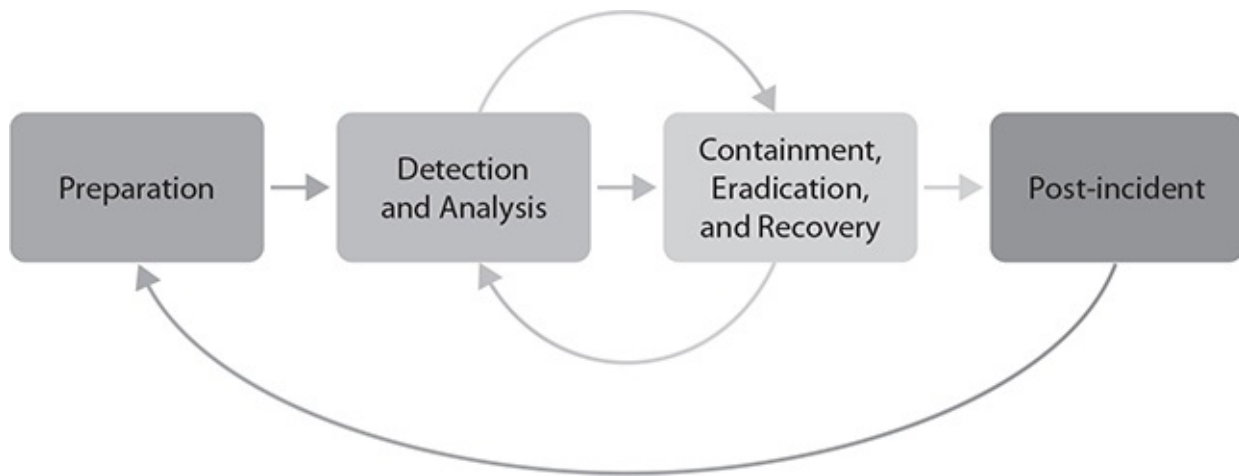 Preparation
Detection
and Analysis
Containment,
Eradication,
and Recovery
Post-incident